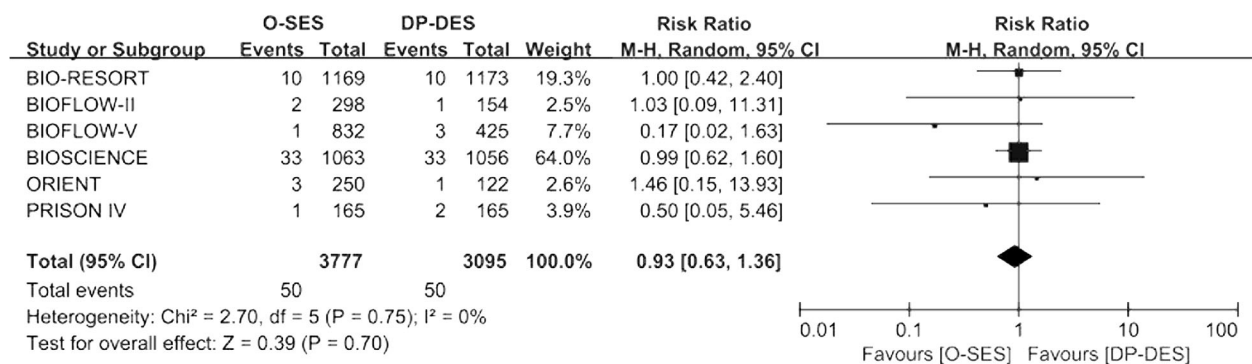 O-SES DP-DES Risk Ratio Risk Ratio
Study or Subgroup Events Total Events Total Weight M-H, Random, 95% CI M-H, Random, 95% CI
BIO-RESORT 10 1169 10 1173 19.3% 1.00 [0.42, 2.40]
BIOFLOW-II 2 298 1 154 2.5% 1.03 [0.09, 11.31]
BIOFLOW-V 1 832 3 425 7.7% 0.17 [0.02, 1.63]
BIOSCIENCE 33 1063 33 1056 64.0% 0.99 [0.62, 1.60]
ORIENT 3 250 1 122 2.6% 1.46 [0.15, 13.93]
PRISON IV 1 165 2 165 3.9% 0.50 [0.05, 5.46]
Total (95% CI) 3777 3095 100.0% 0.93 [0.63, 1.36]
Total events 50 50
Heterogeneity: Chi² = 2.70, df = 5 (P = 0.75); I² = 0%
Test for overall effect: Z = 0.39 (P = 0.70)
0.01 0.1 1 10 100
Favours [O-SES] Favours [DP-DES]